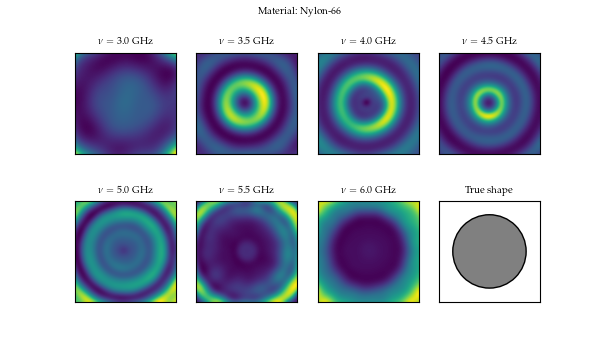 Material: Nylon-66
ν = 3.0 GHz
ν = 3.5 GHz
ν = 4.0 GHz
ν = 4.5 GHz
ν = 5.0 GHz
ν = 5.5 GHz
ν = 6.0 GHz
True shape